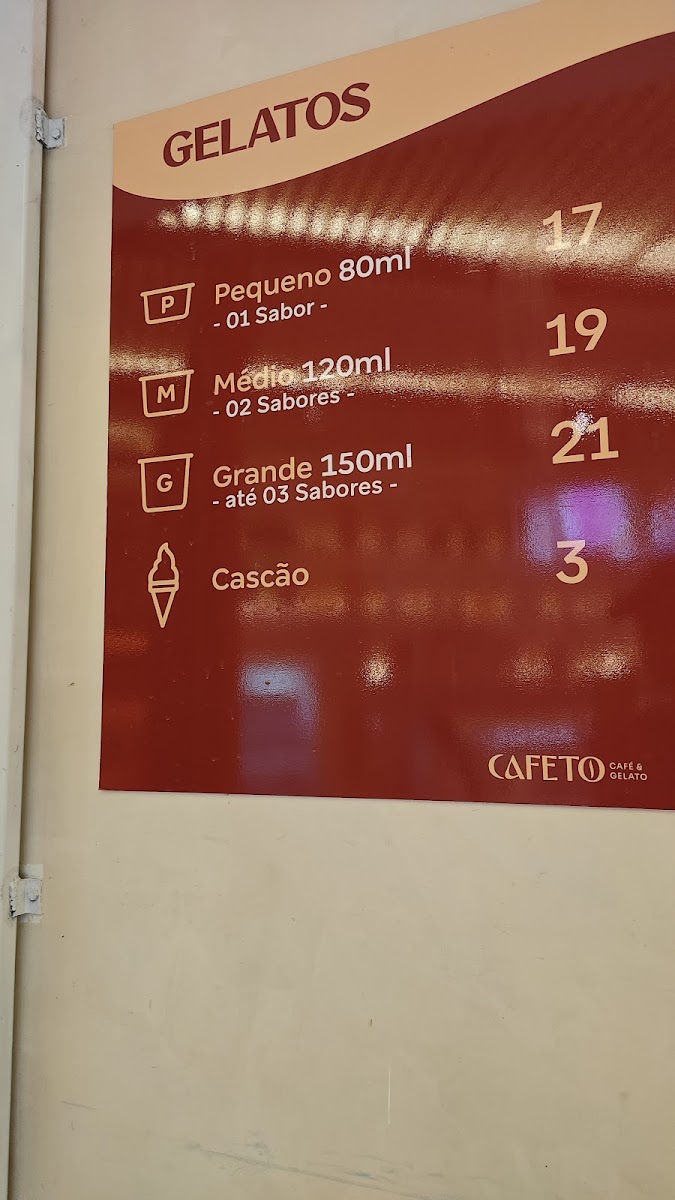 GELATOS
P
Pequeno 80ml
- 01 Sabor -
17
M
Médio 120ml
- 02 Sabores -
19
G
Grande 150ml
- até 03 Sabores -
21
Cascão
3
CAFETO
CAFÉ &
GELATO